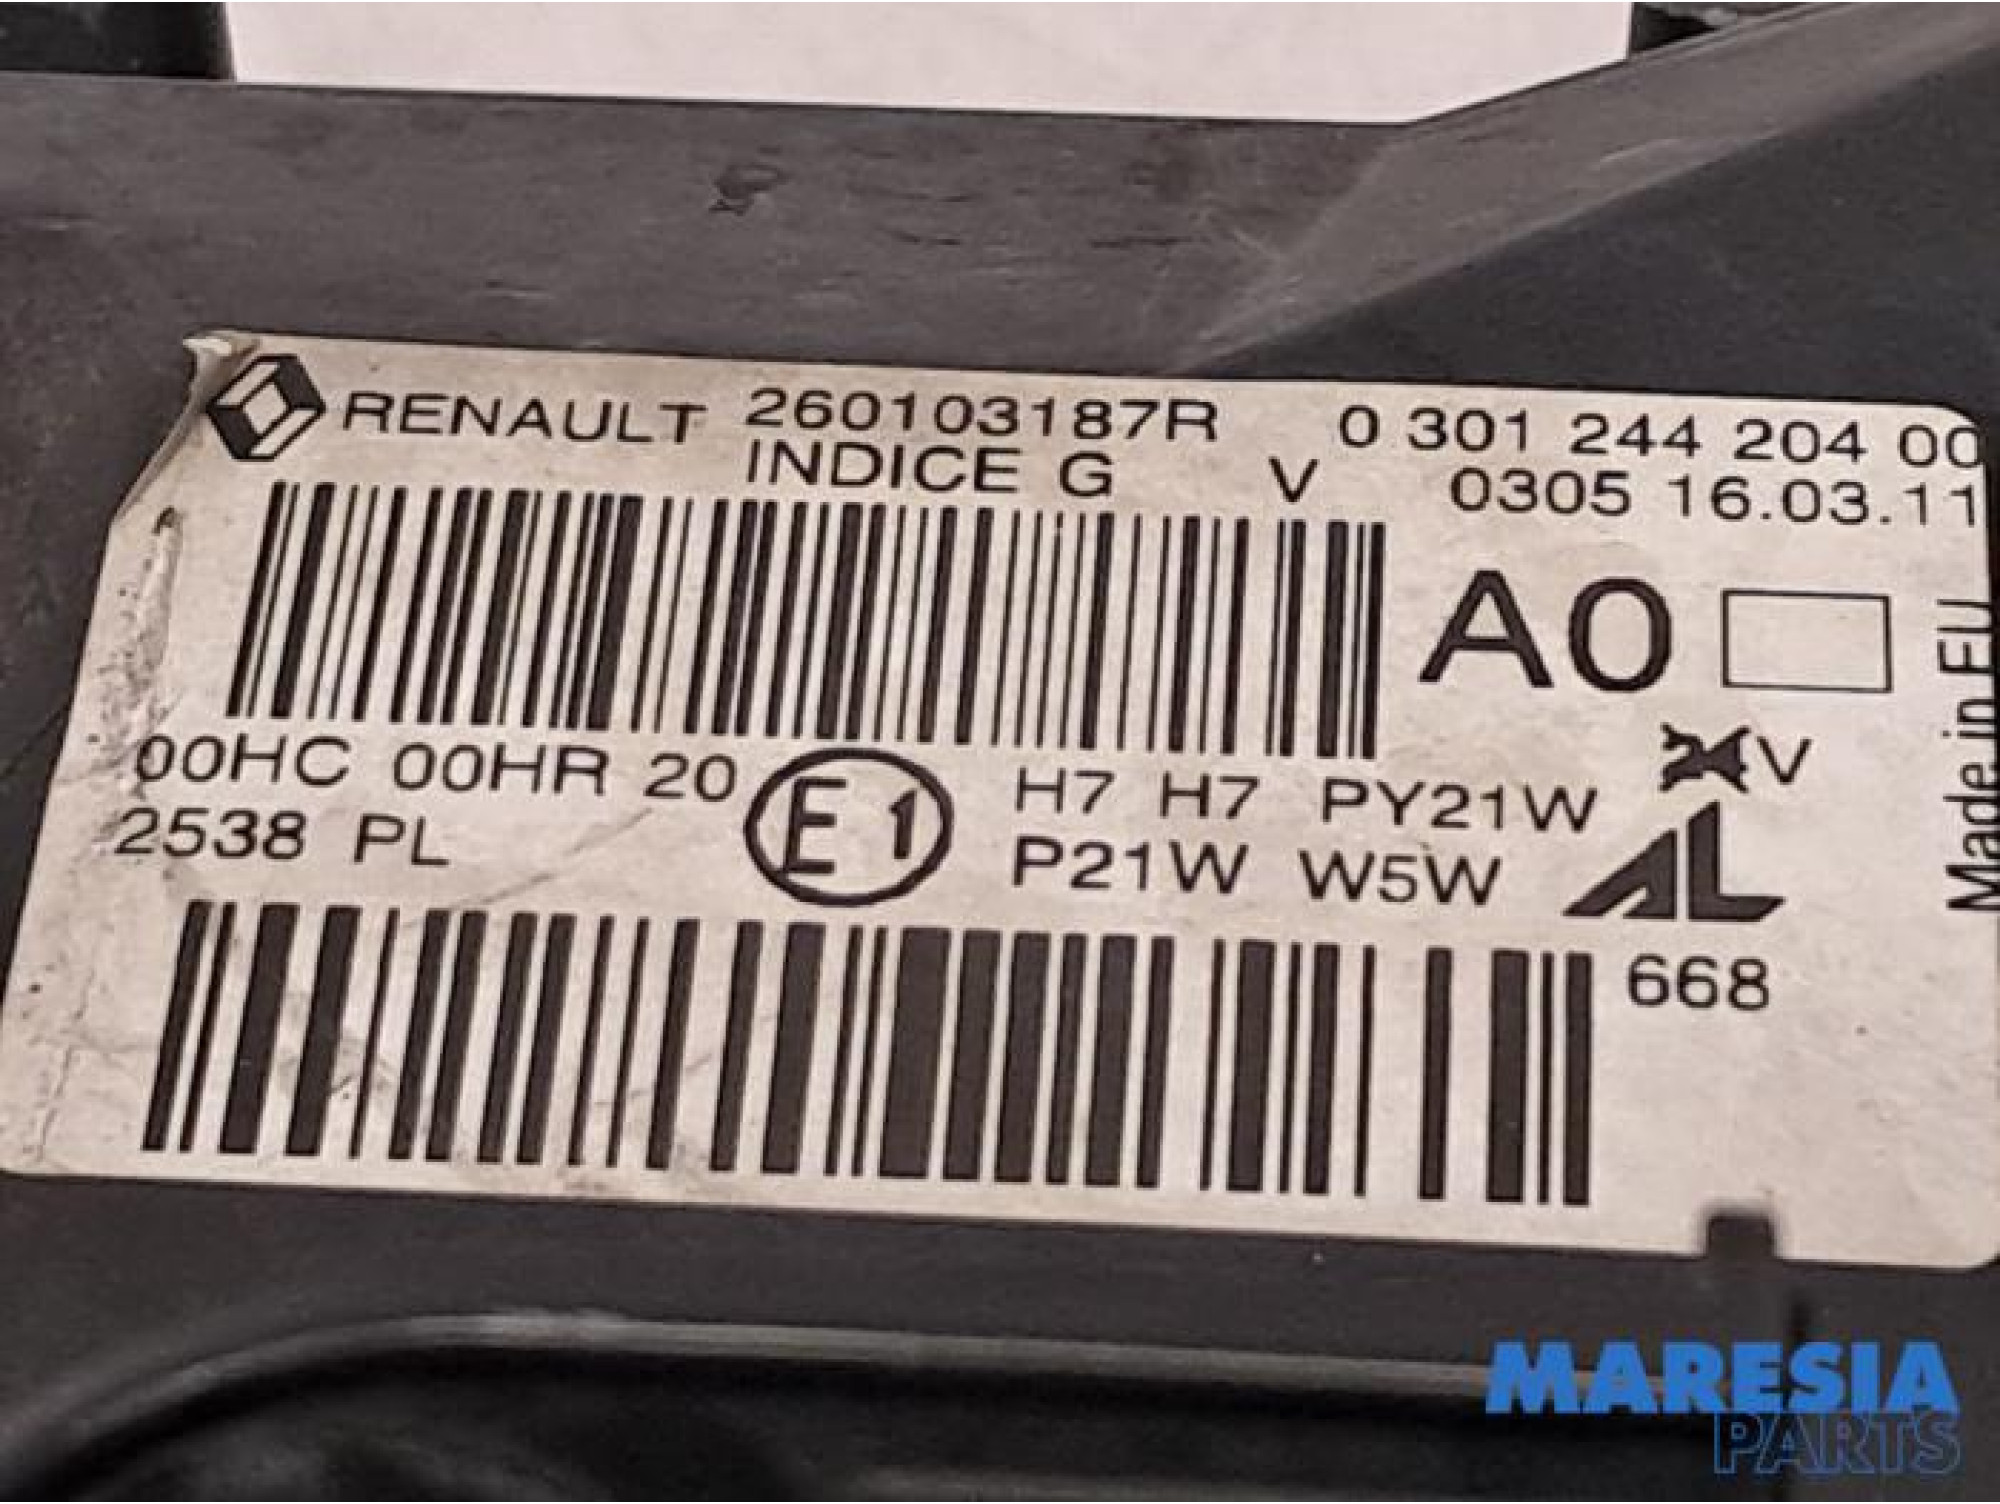 RENAULT 260103187R 0 301 244 204 00
INDICE G V 0305 16.03.11
A0
Made in EU
00HC 00HR 20 E1 H7 H7 PY21W V
2538 PL P21W W5W AL
668
MARESIA
PARTS